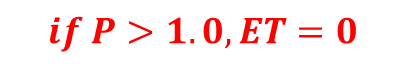 if P > 1.0, ET = 0